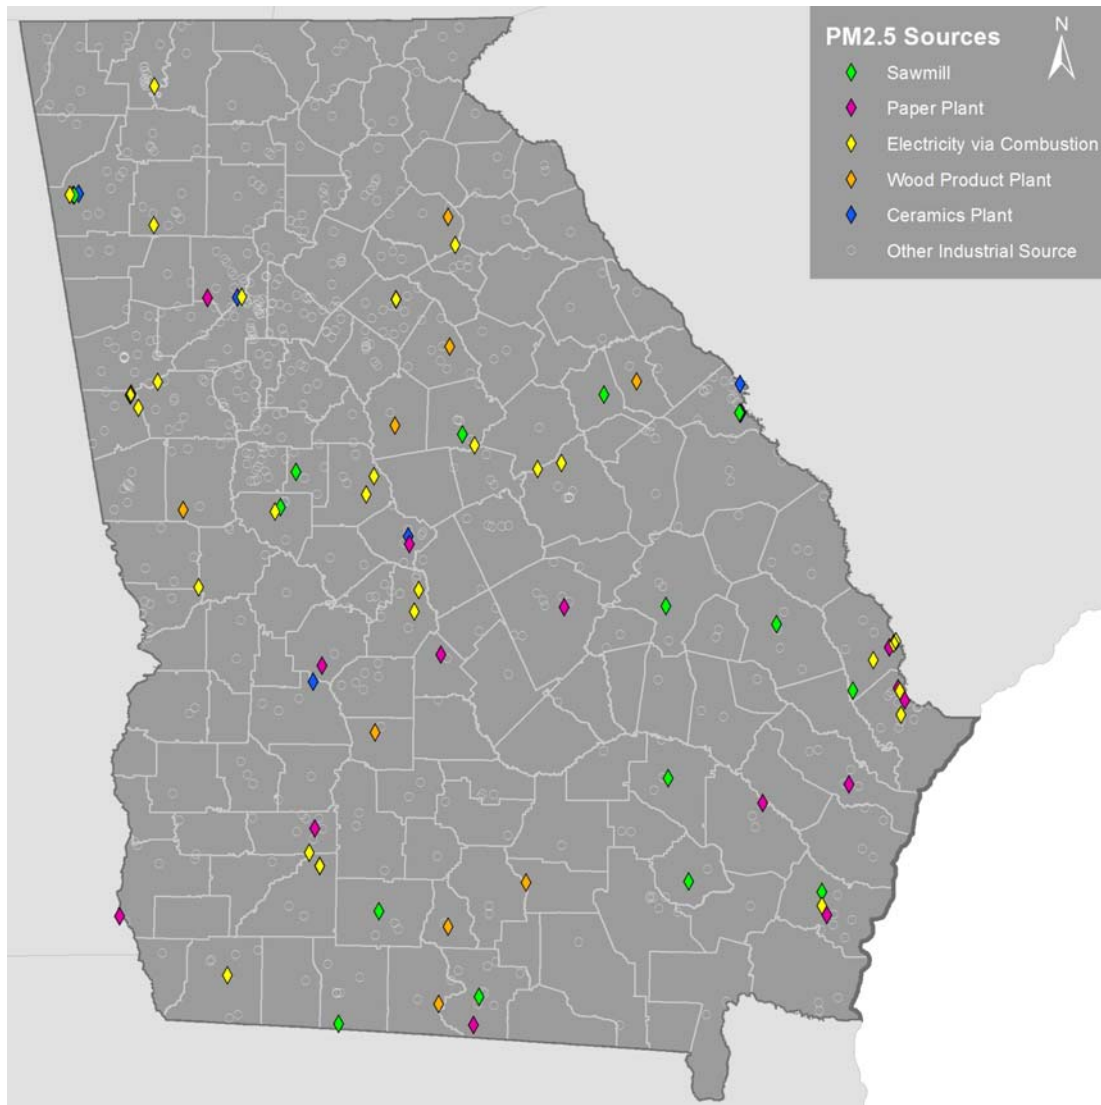 PM2.5 Sources
N
Sawmill
Paper Plant
Electricity via Combustion
Wood Product Plant
Ceramics Plant
Other Industrial Source